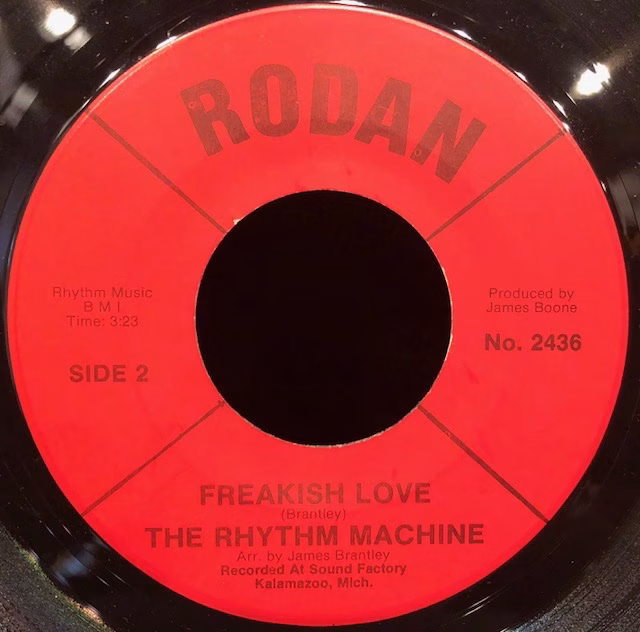 RODAN
Rhythm Music
B M I
Time: 3:23
SIDE 2
Produced by
James Boone
No. 2436
FREAKISH LOVE
(Brantley)
THE RHYTHM MACHINE
Arr. by James Brantley
Recorded At Sound Factory
Kalamazoo, Mich.